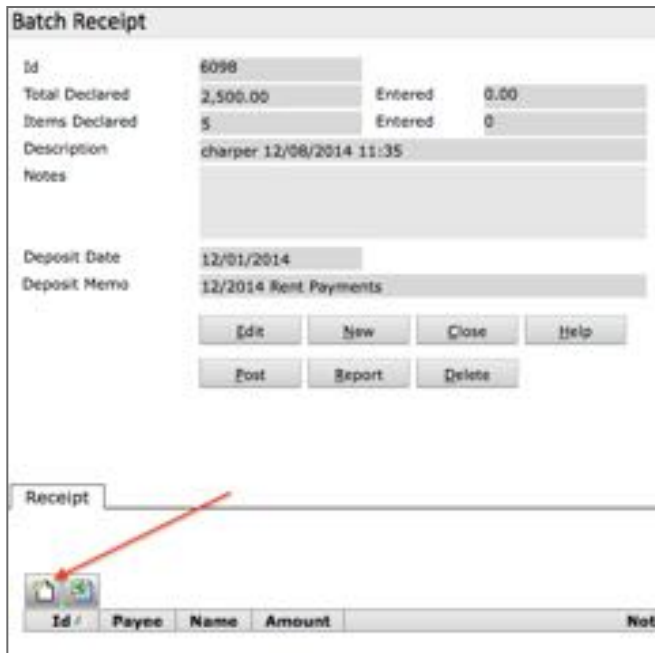 Batch Receipt
Id 6098
Total Declared 2,500.00 Entered 0.00
Items Declared 5 Entered 0
Description charper 12/08/2014 11:35
Notes
Deposit Date 12/01/2014
Deposit Memo 12/2014 Rent Payments
Edit New Close Help
Post Report Delete
Receipt
Id Payee Name Amount Not